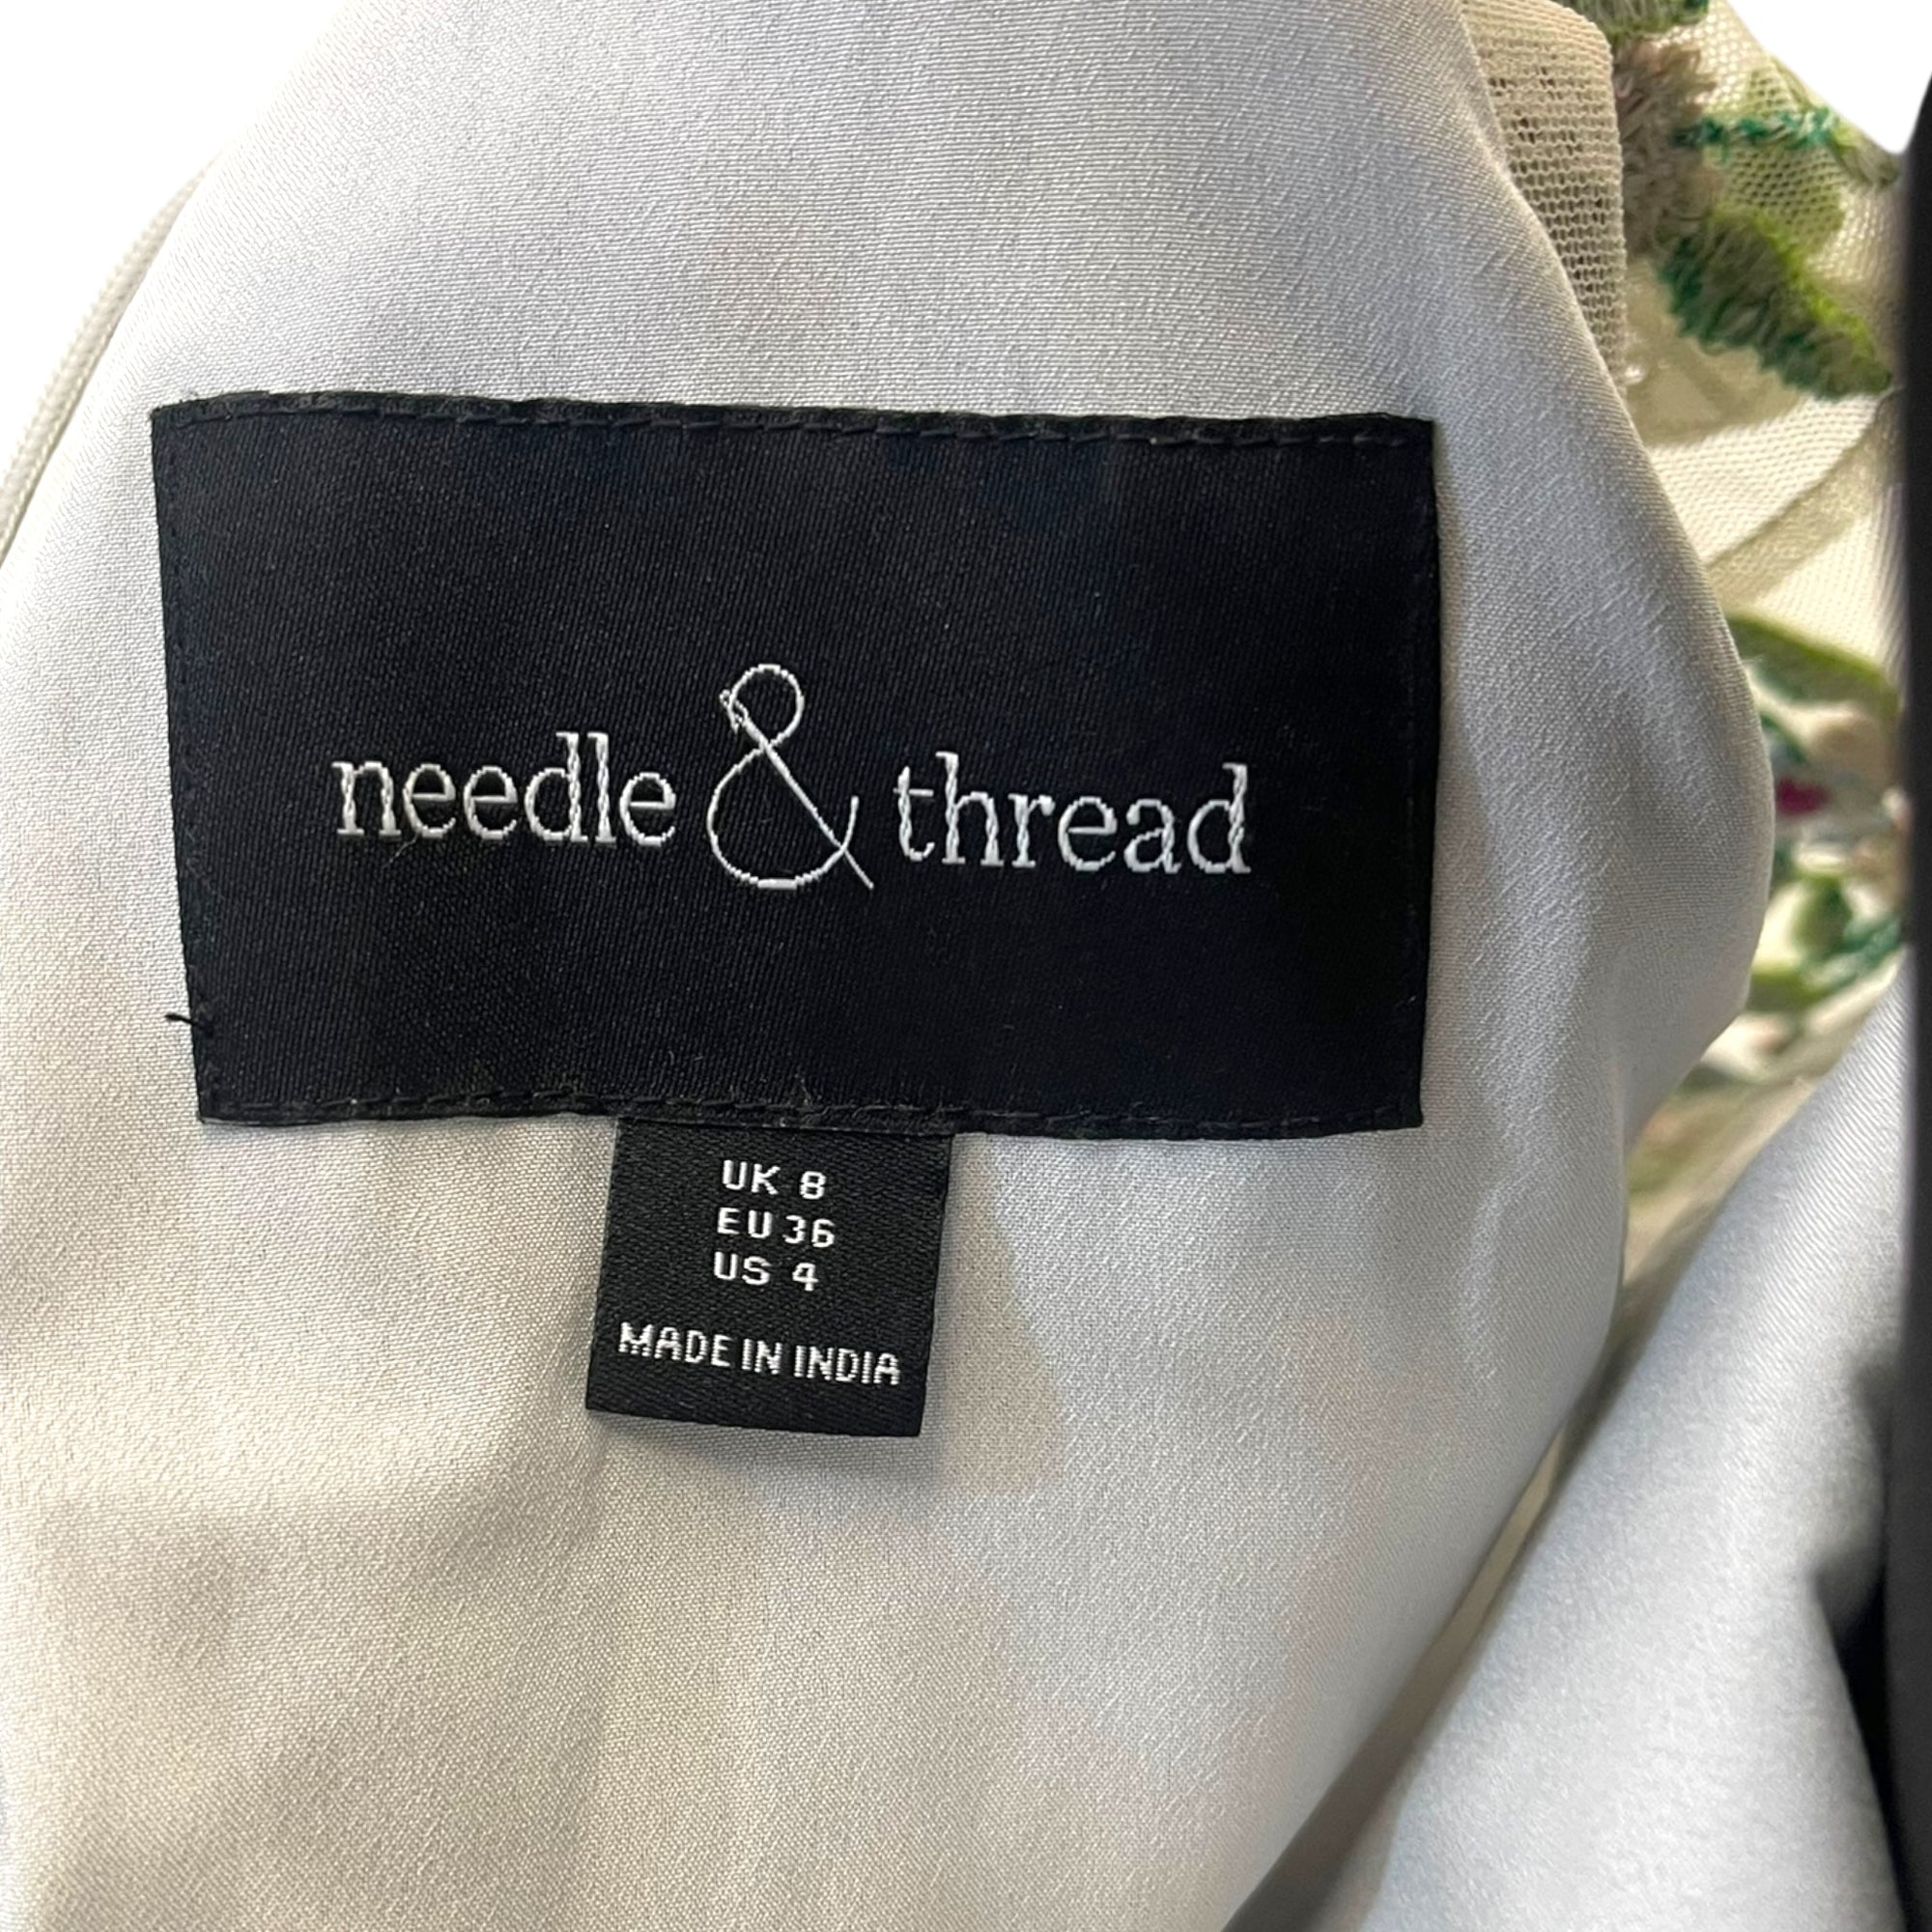 needle & thread
UK 8
EU 36
US 4
MADE IN INDIA